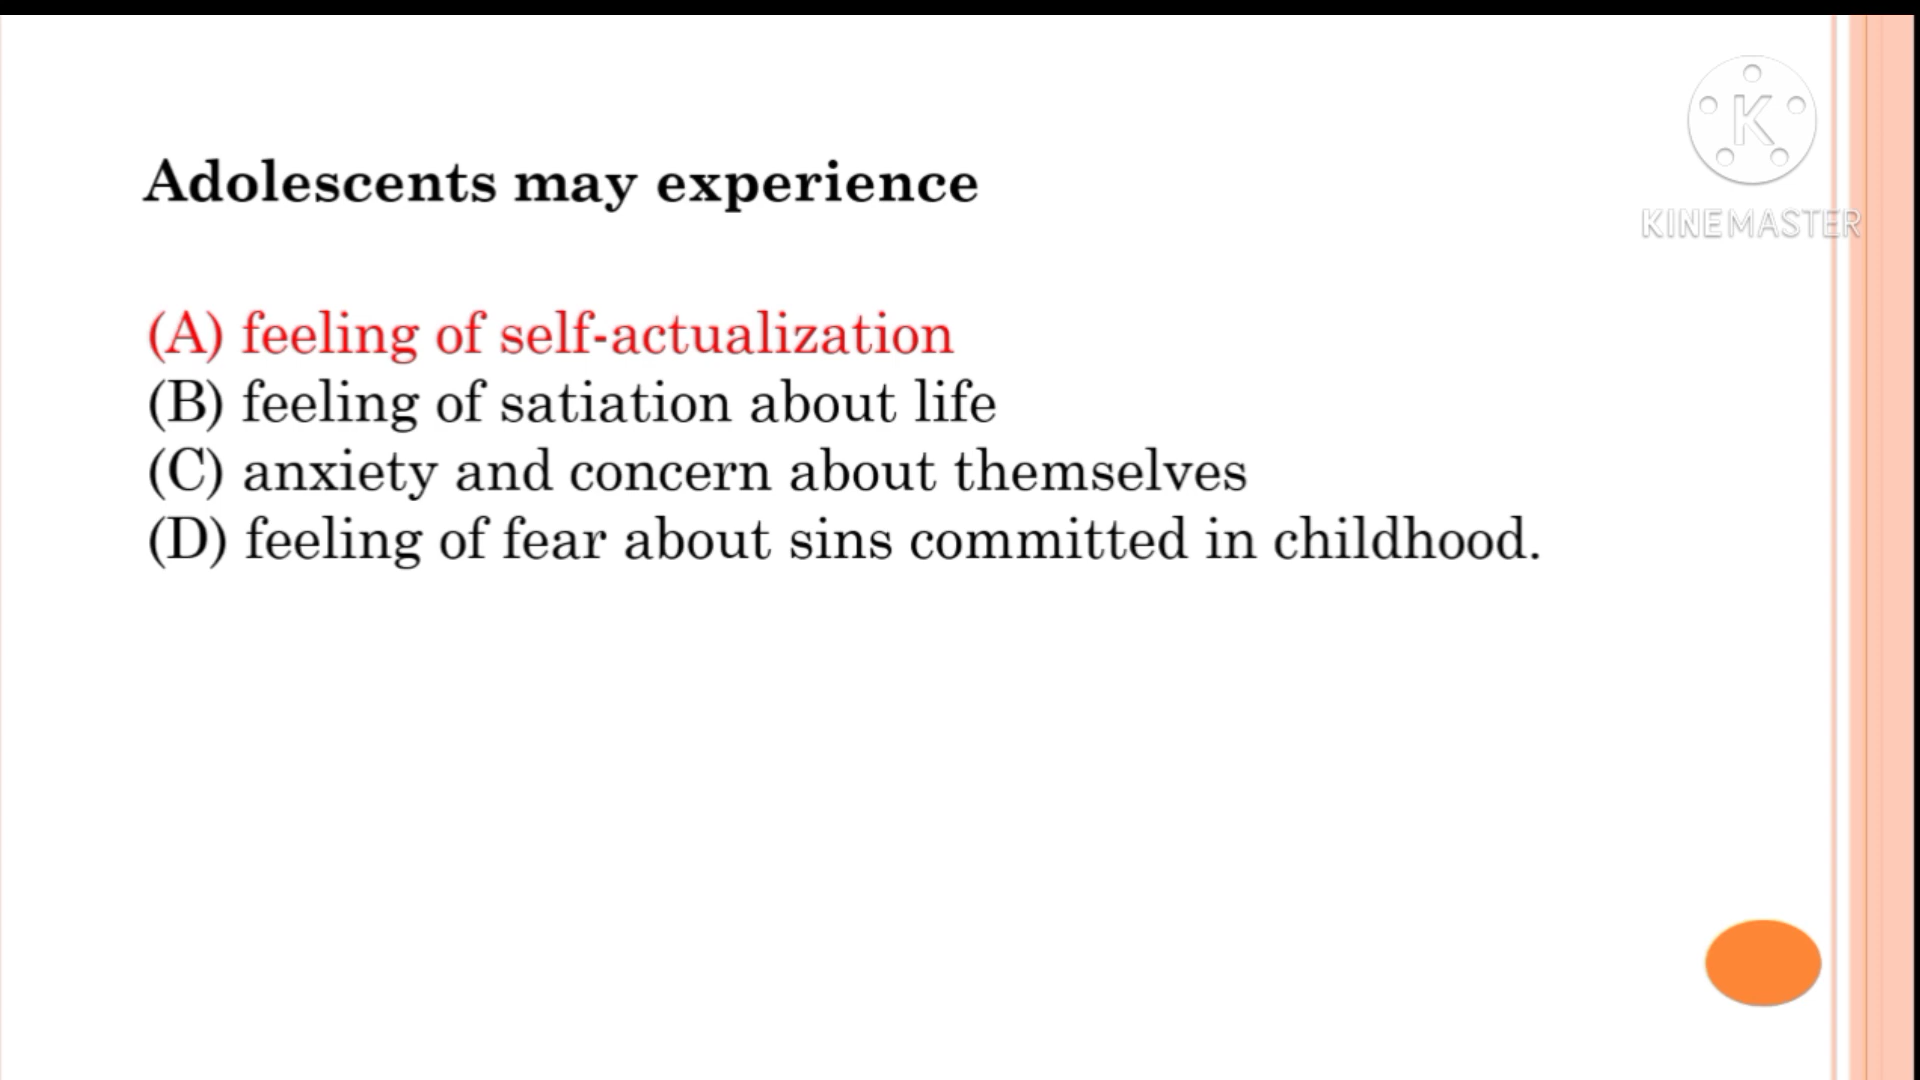 Adolescents may experience
K
KINEMASTER
(A) feeling of self-actualization
(B) feeling of satiation about life
(C) anxiety and concern about themselves
(D) feeling of fear about sins committed in childhood.